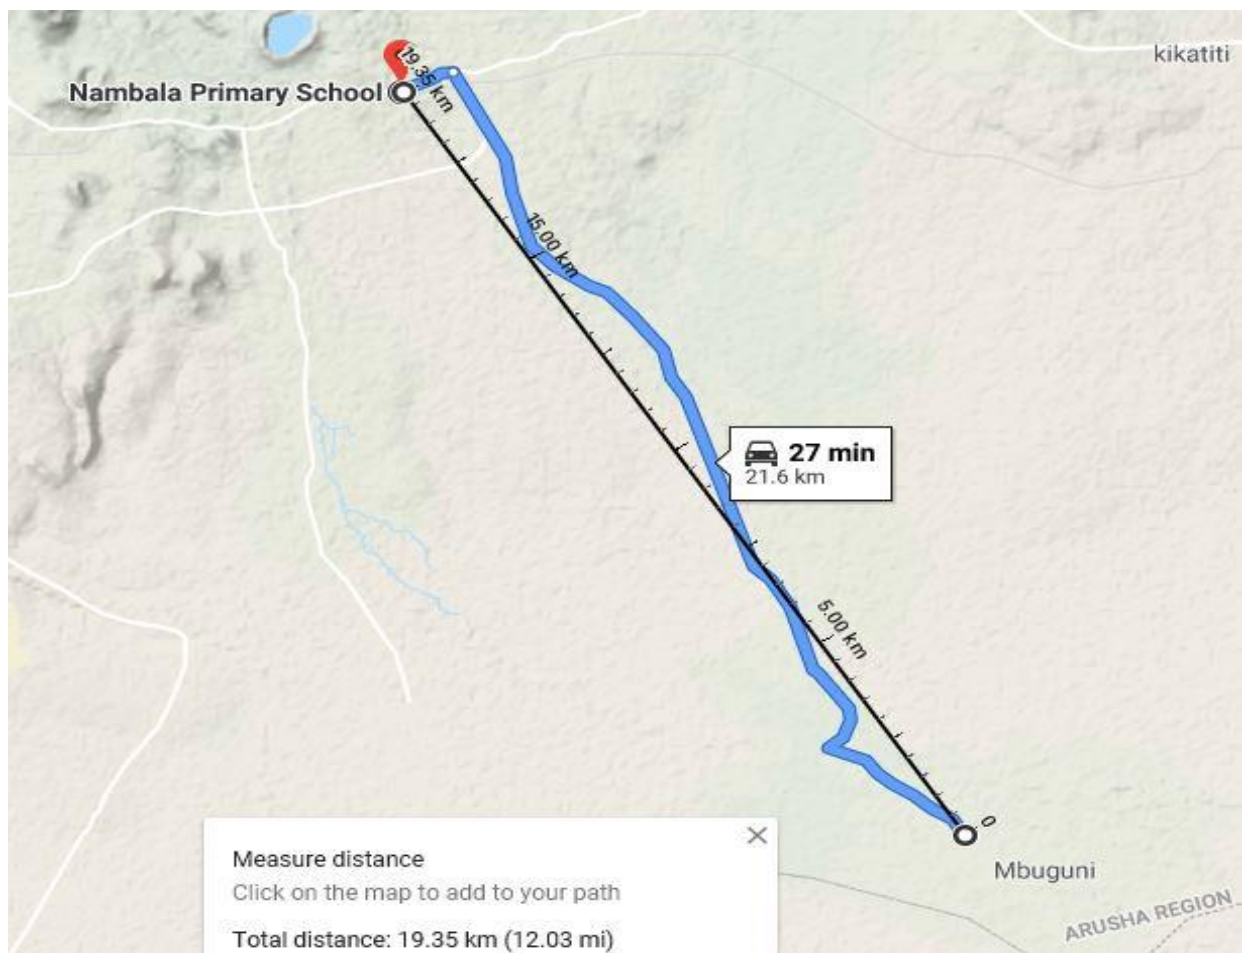 kikatiti
19.35 km
Nambala Primary School
15.00 km
27 min
21.6 km
5.00 km
0
Mbuguni
ARUSHA REGION
Measure distance
Click on the map to add to your path
Total distance: 19.35 km (12.03 mi)